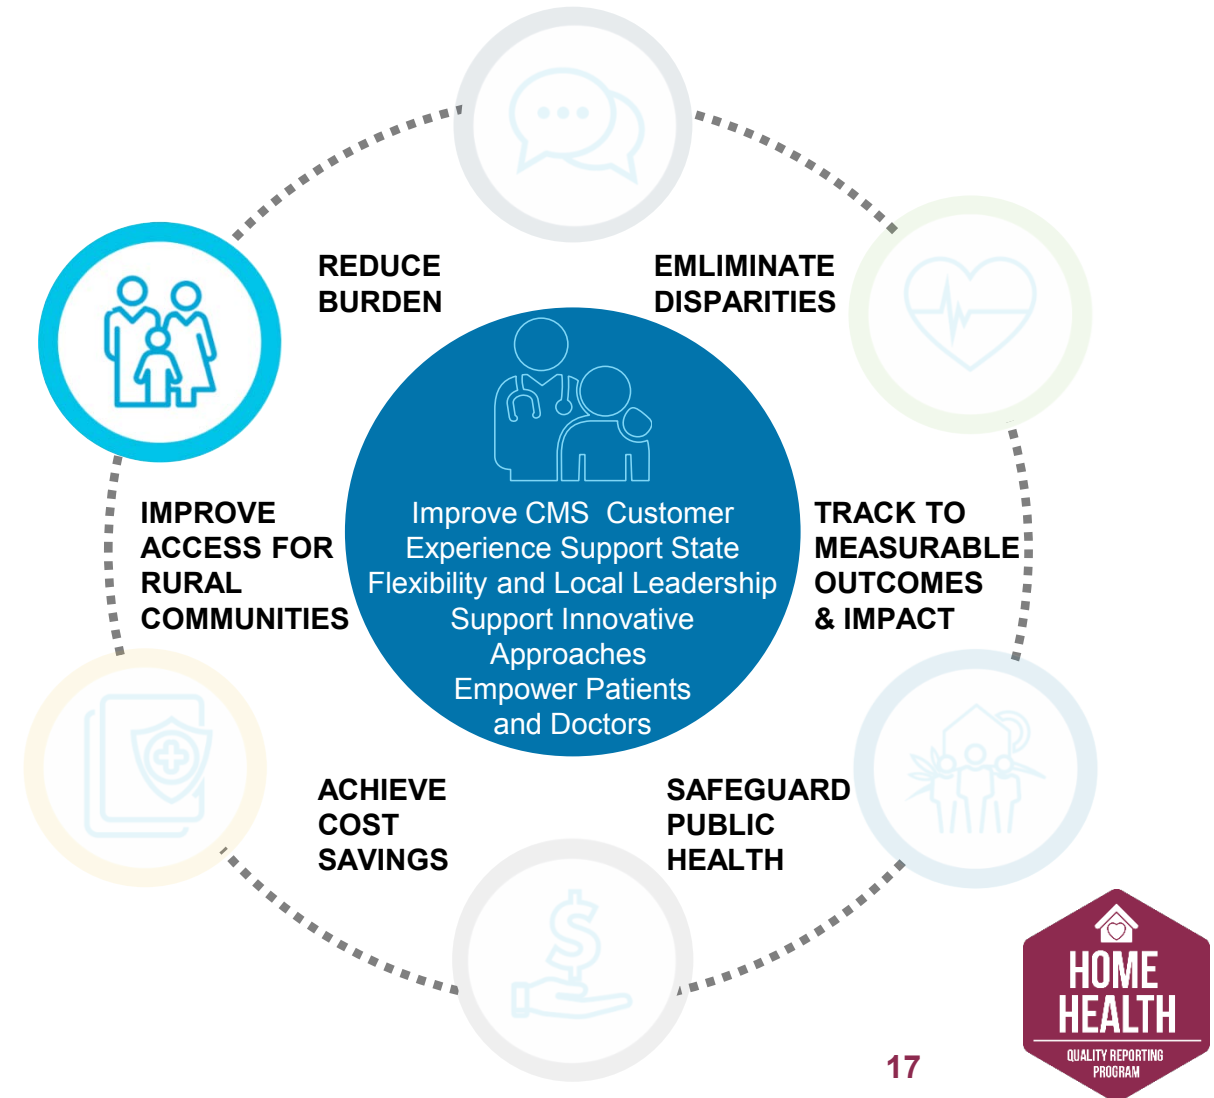 REDUCE
BURDEN
EMLIMINATE
DISPARITIES
IMPROVE
ACCESS FOR
RURAL
COMMUNITIES
Improve CMS  Customer
Experience Support State
Flexibility and Local Leadership
Support Innovative
Approaches
Empower Patients
and Doctors
TRACK TO
MEASURABLE
OUTCOMES
& IMPACT
ACHIEVE
COST
SAVINGS
SAFEGUARD
PUBLIC
HEALTH
HOME
HEALTH
QUALITY REPORTING
PROGRAM
17